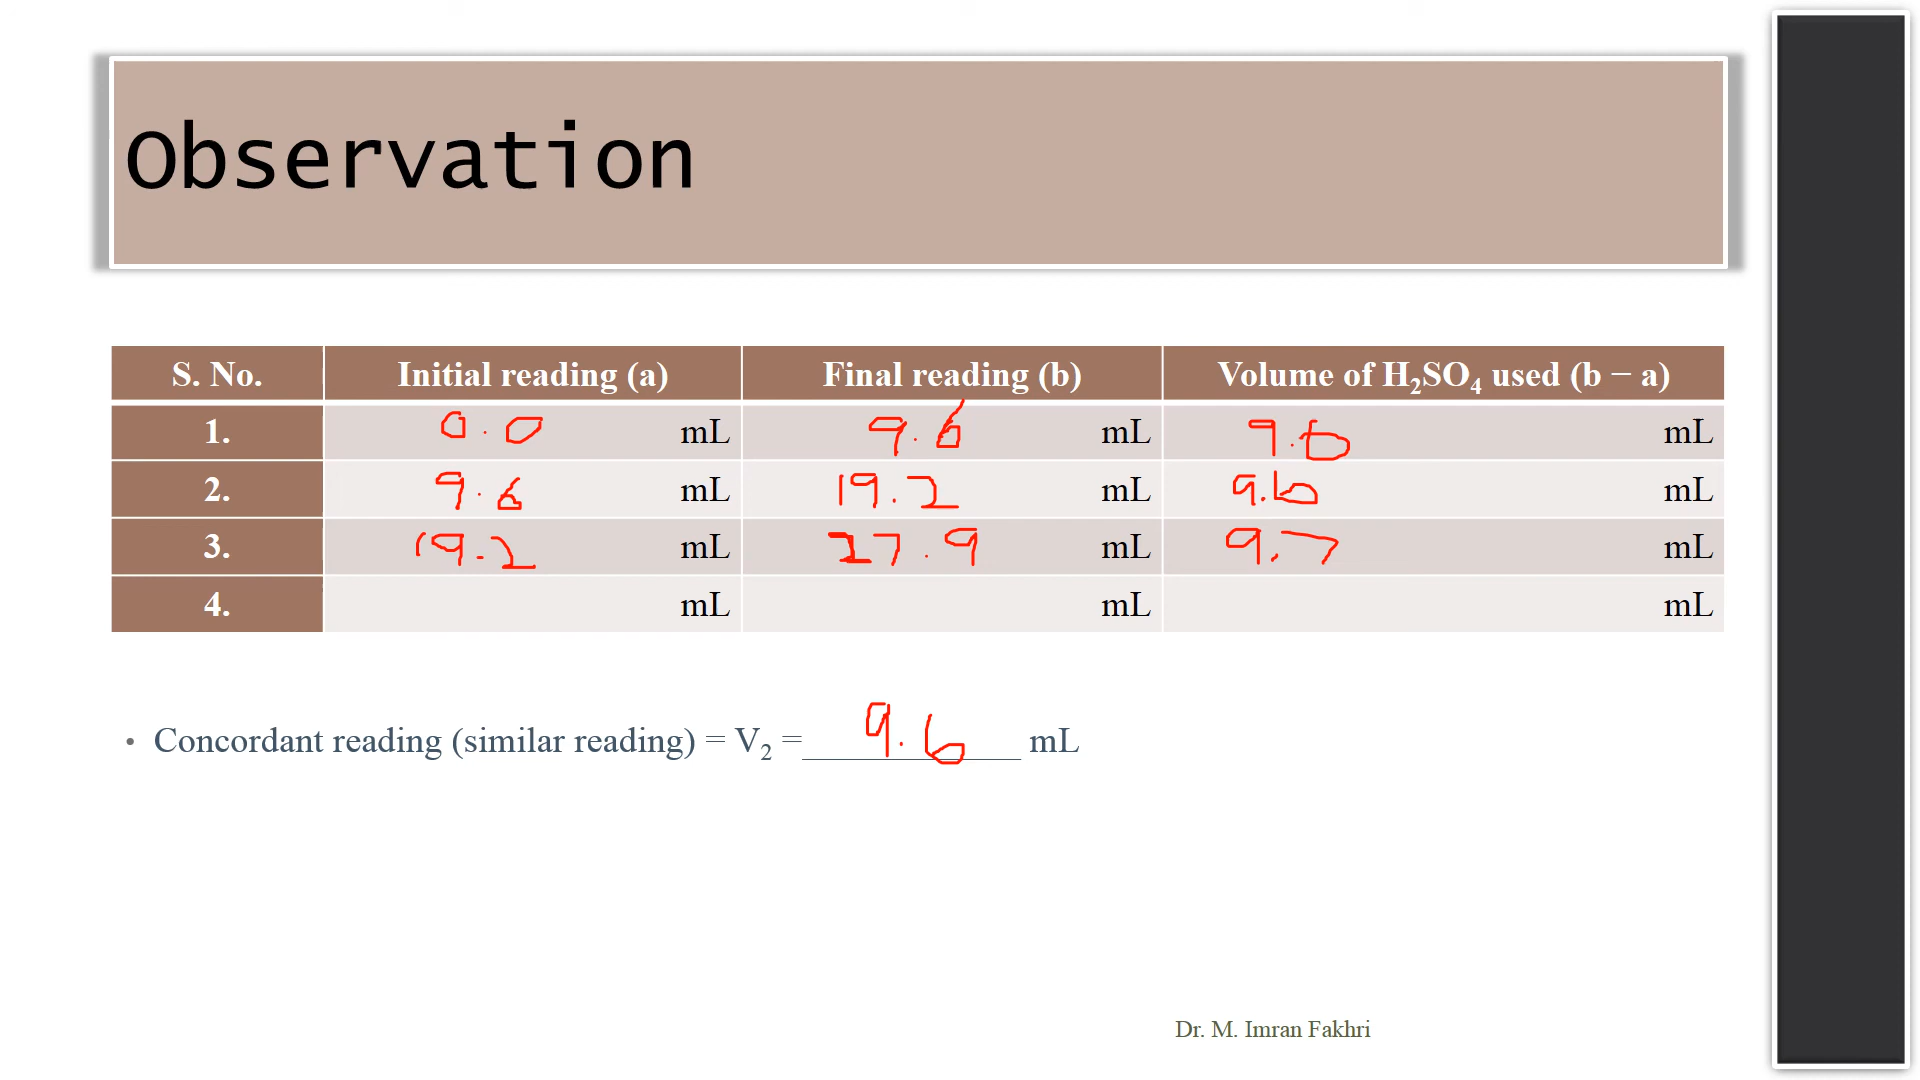 Observation
S. No. Initial reading (a) Final reading (b) Volume of H₂SO₄ used (b − a)
1. 0.0 mL 9.6 mL 9.6 mL
2. 9.6 mL 19.2 mL 9.6 mL
3. 19.2 mL 27.9 mL 9.7 mL
4. mL mL mL
• Concordant reading (similar reading) = V₂ = 9.6 mL
Dr. M. Imran Fakhri